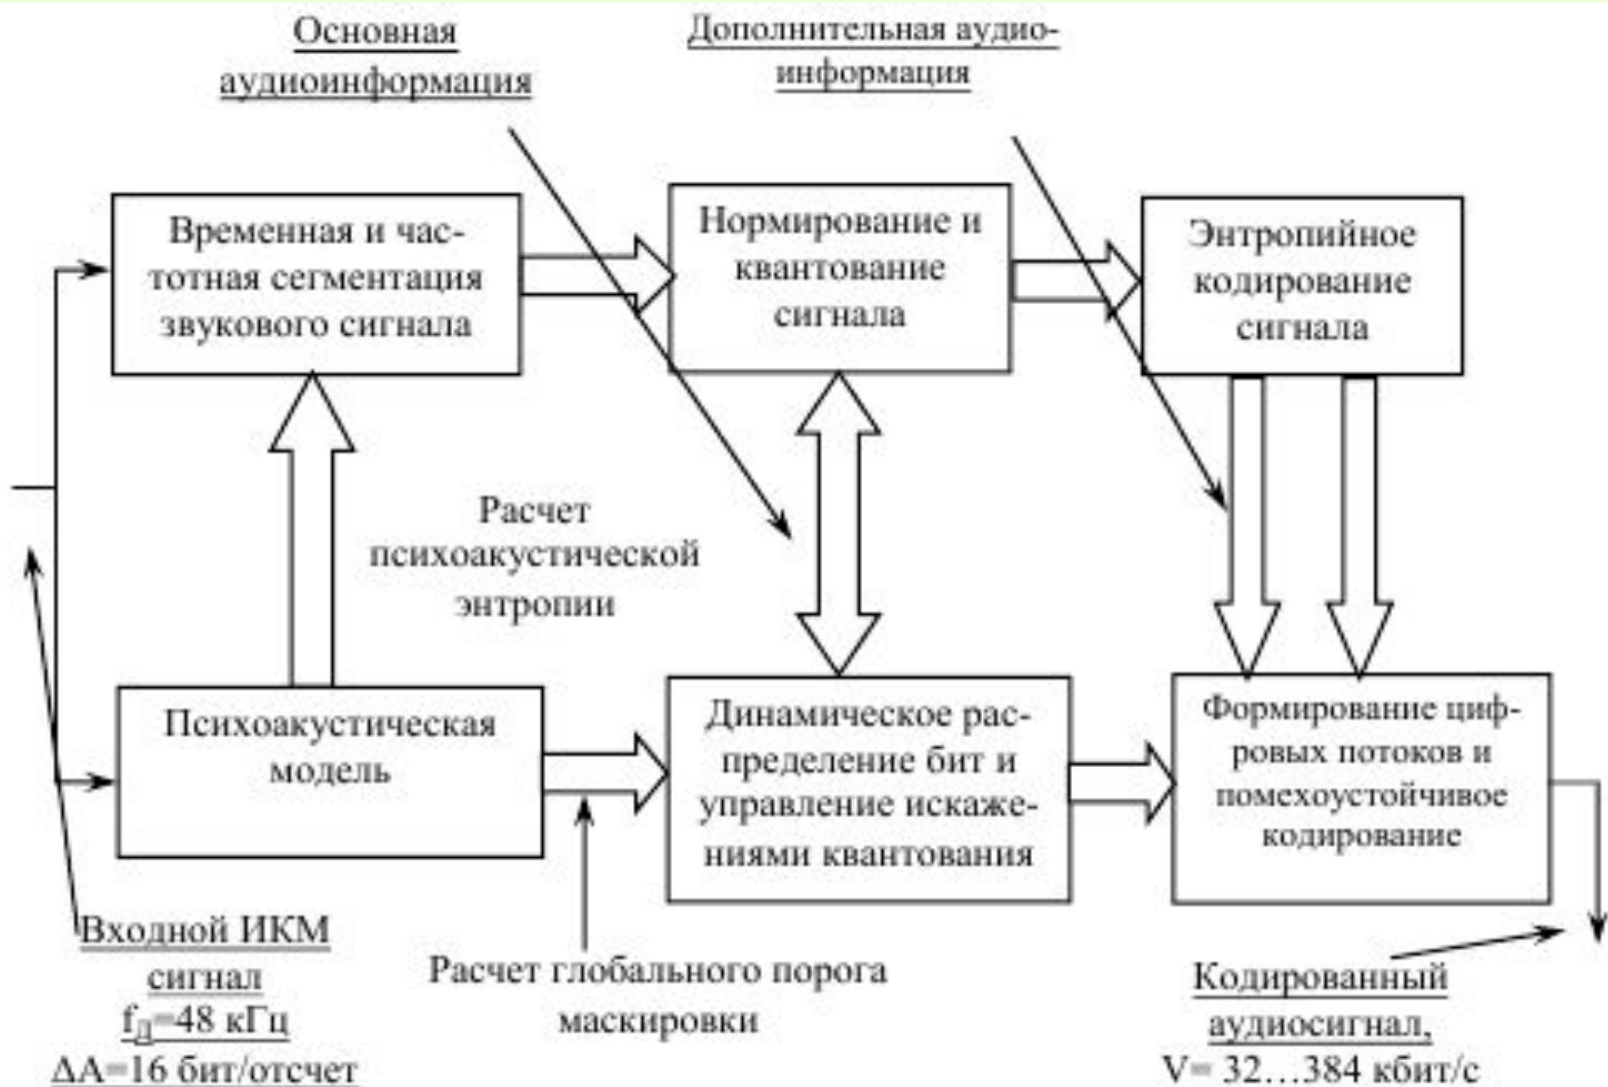 Основная
аудиоинформация
Дополнительная аудио-
информация
Временная и час-
тотная сегментация
звукового сигнала
Нормирование и
квантование
сигнала
Энтропийное
кодирование
сигнала
Расчет
психоакустической
энтропии
Психоакустическая
модель
Динамическое рас-
пределение бит и
управление искаже-
ниями квантования
Формирование циф-
ровых потоков и
помехоустойчивое
кодирование
Входной ИКМ
сигнал
fД=48 кГц
ΔА=16 бит/отсчет
Расчет глобального порога
маскировки
Кодированный
аудиосигнал,
V= 32…384 кбит/с